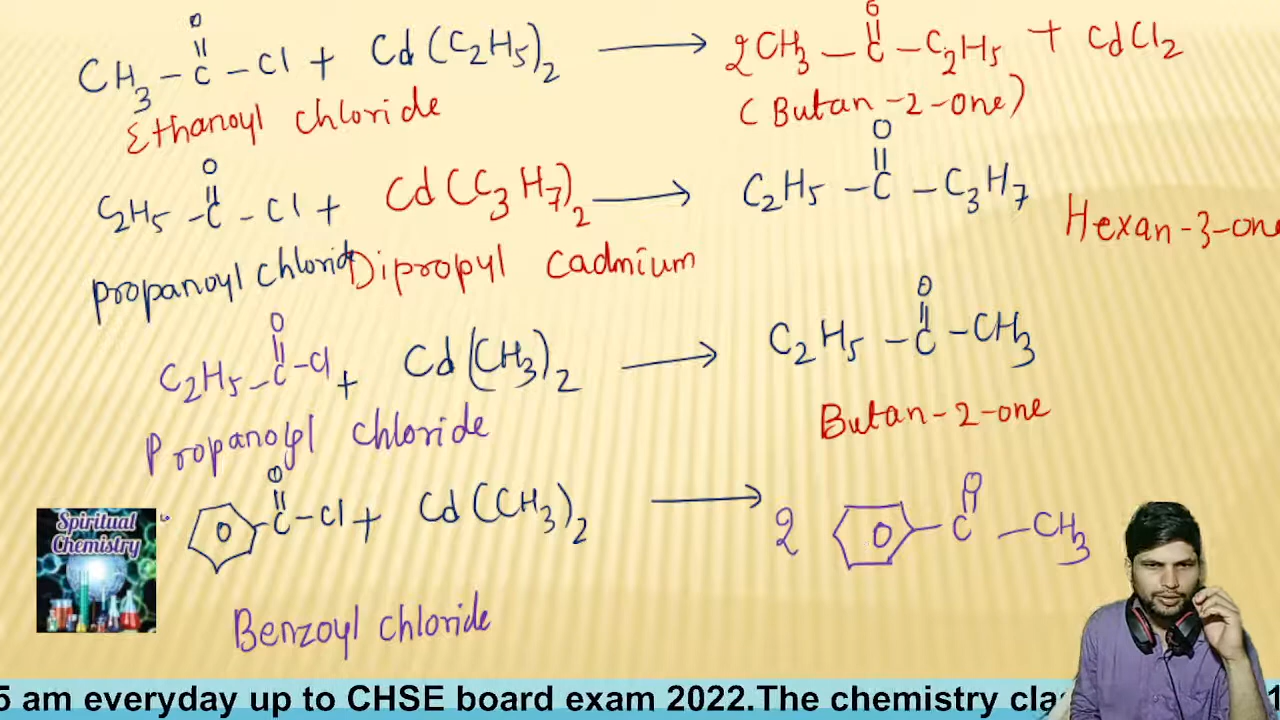 CH3 – C(=O) – Cl + Cd(C2H5)2 ⟶ 2CH3 – C(=O) – C2H5 + CdCl2
Ethanoyl chloride (Butan-2-one)
C2H5 – C(=O) – Cl + Cd(C3H7)2 ⟶ C2H5 – C(=O) – C3H7
propanoyl chlorid Dipropyl Cadmium Hexan-3-one
C2H5 – C(=O) – Cl + Cd(CH3)2 ⟶ C2H5 – C(=O) – CH3
Propanoyl chloride Butan-2-one
C(=O) – Cl + Cd(CH3)2 ⟶ 2 C(=O) – CH3
Benzoyl chloride
Spiritual
Chemistry
5 am everyday up to CHSE board exam 2022.The chemistry cla